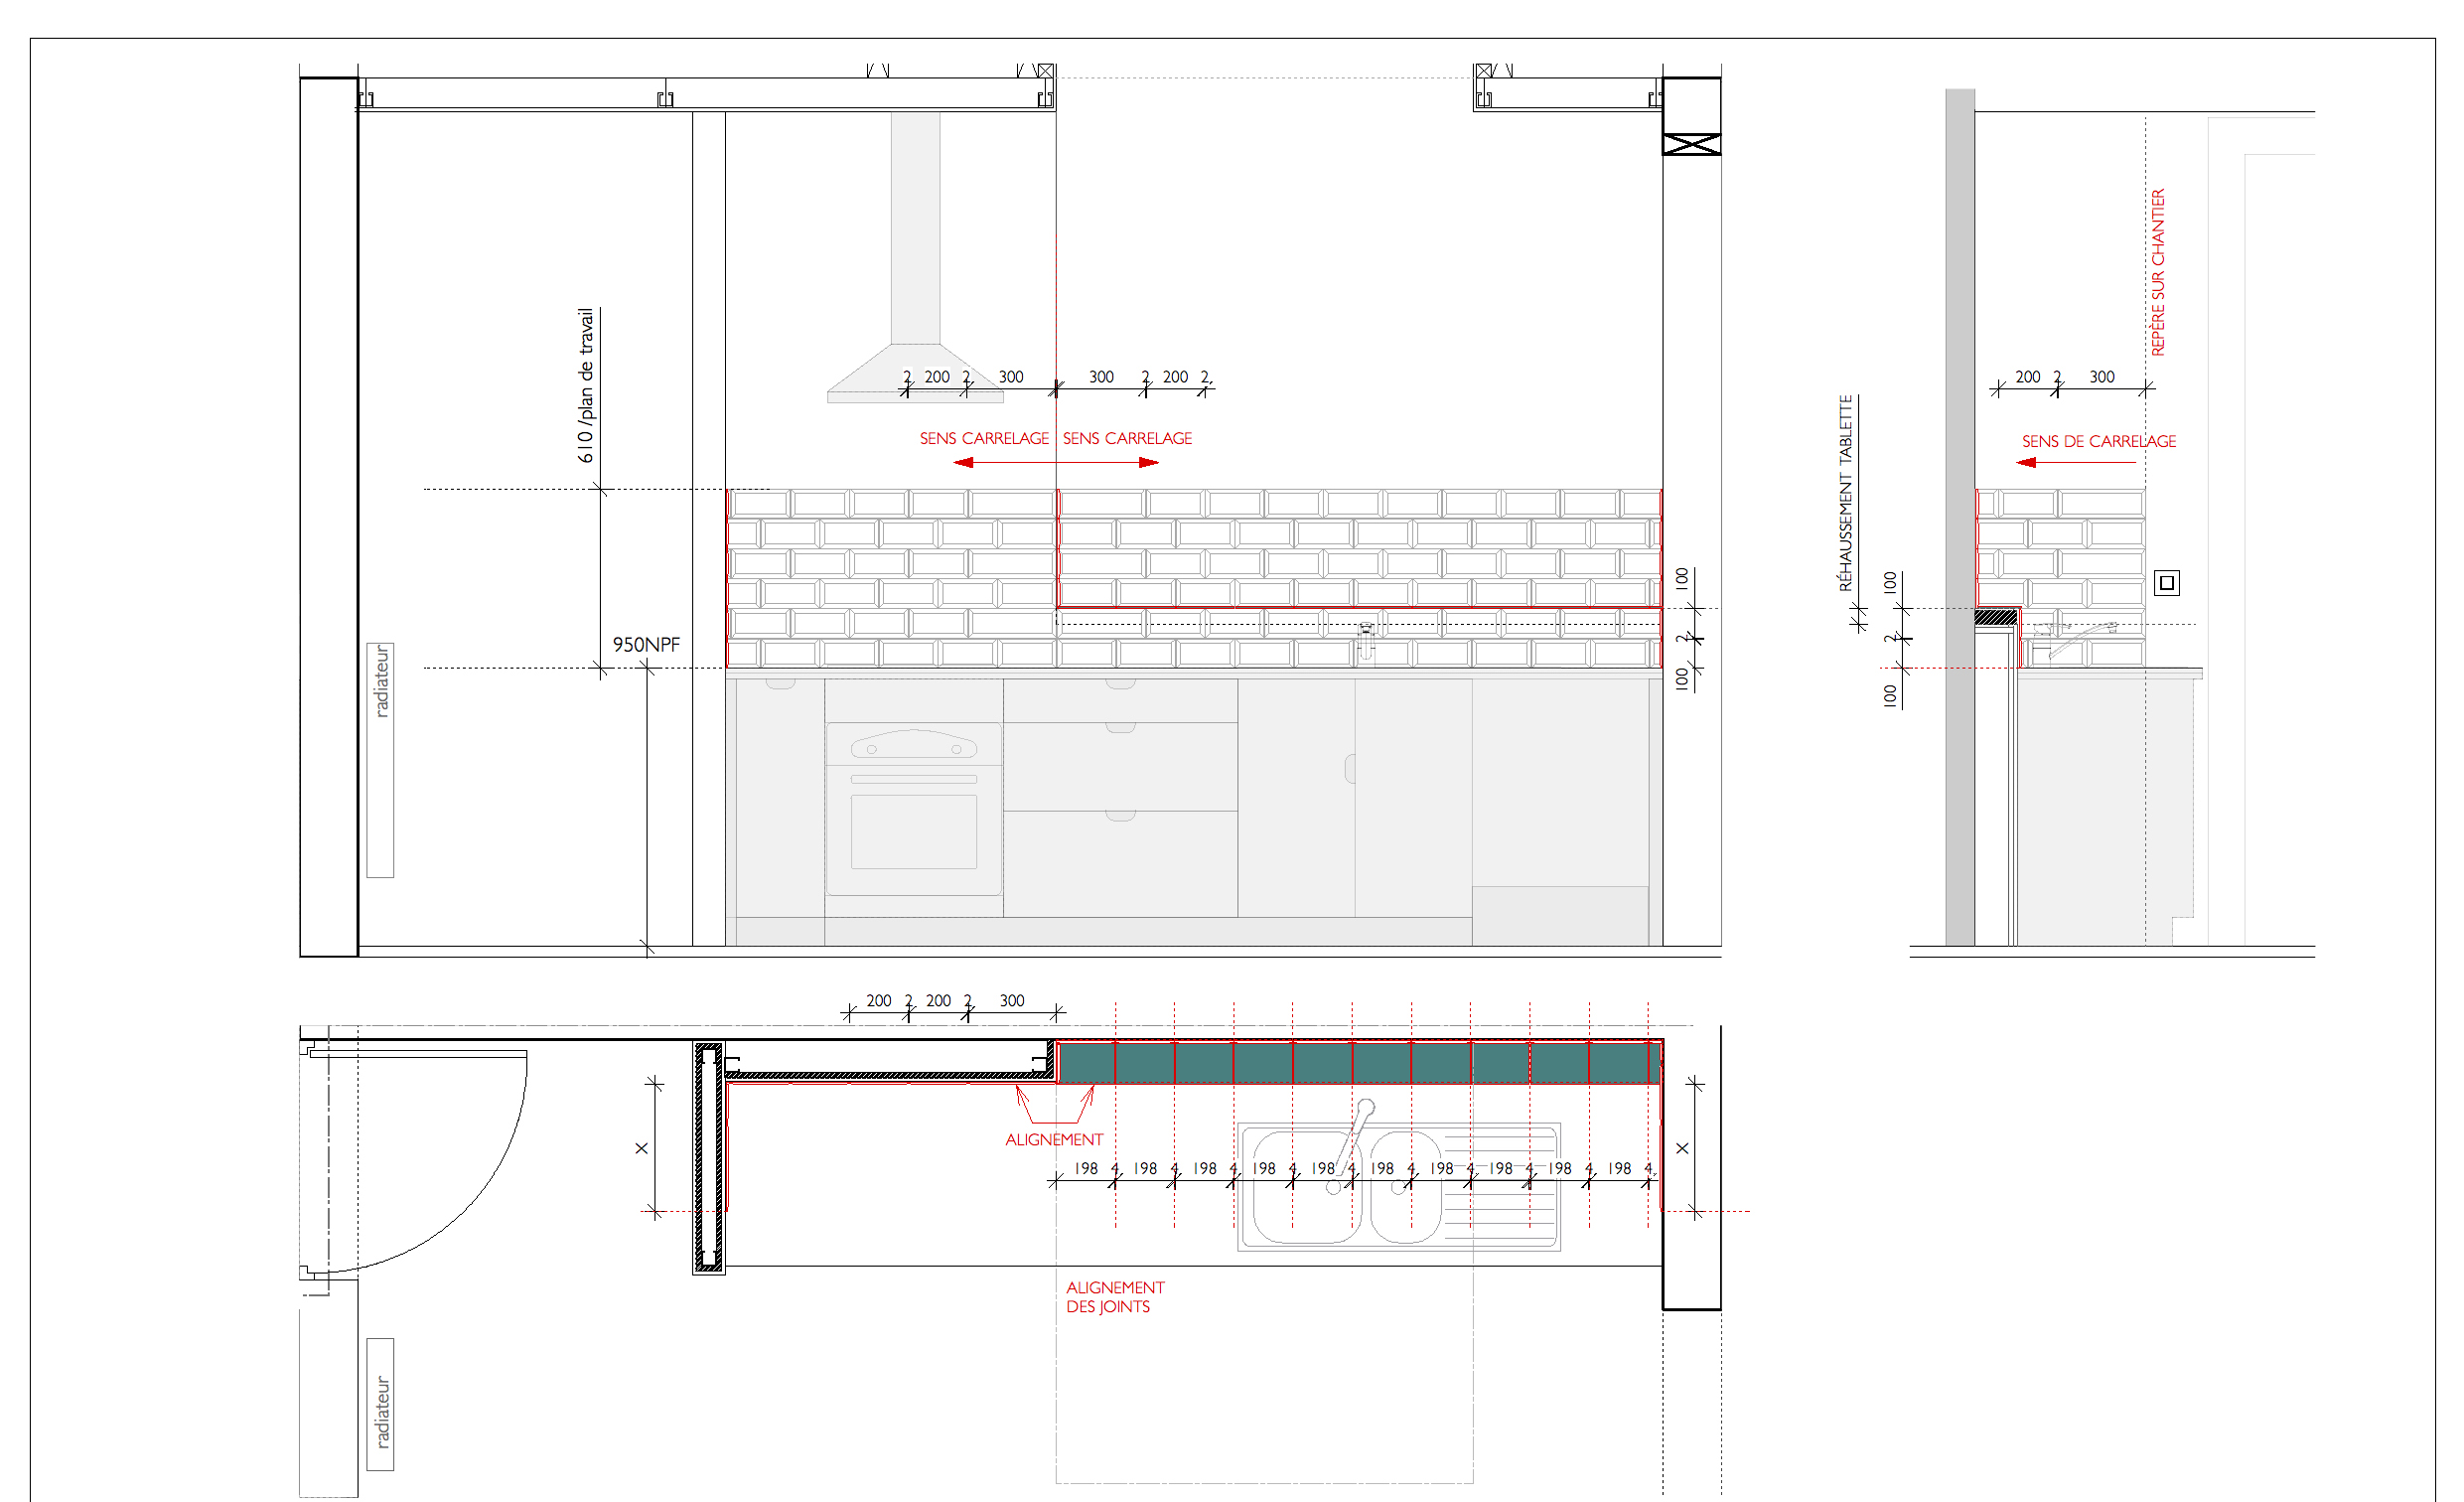 610 /plan de travail
950NPF
radiateur
2 200 2 300 300 2 200 2
SENS CARRELAGE SENS CARRELAGE
100
2
100
RÉHAUSSEMENT TABLETTE
REPÈRE SUR CHANTIER
200 2 300
SENS DE CARRELAGE
100
2
100
200 2 200 2 300
X
ALIGNEMENT
X
198 4 198 4 198 4 198 4 198 4 198 4 198 4 198 4 198 4 198 4
ALIGNEMENT
DES JOINTS
radiateur